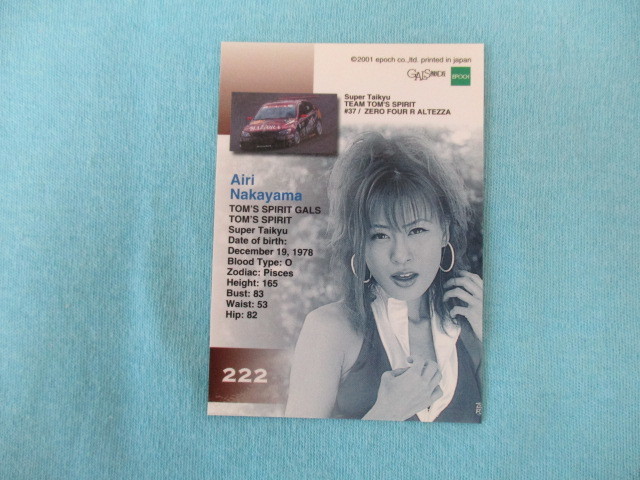 ©2001 epoch co.,ltd. printed in japan
GALS
EPOCH
Super Taikyu
TEAM TOM'S SPIRIT
#37 / ZERO FOUR R ALTEZZA
Airi
Nakayama
TOM'S SPIRIT GALS
TOM'S SPIRIT
Super Taikyu
Date of birth:
December 19, 1978
Blood Type: O
Zodiac: Pisces
Height: 165
Bust: 83
Waist: 53
Hip: 82
222